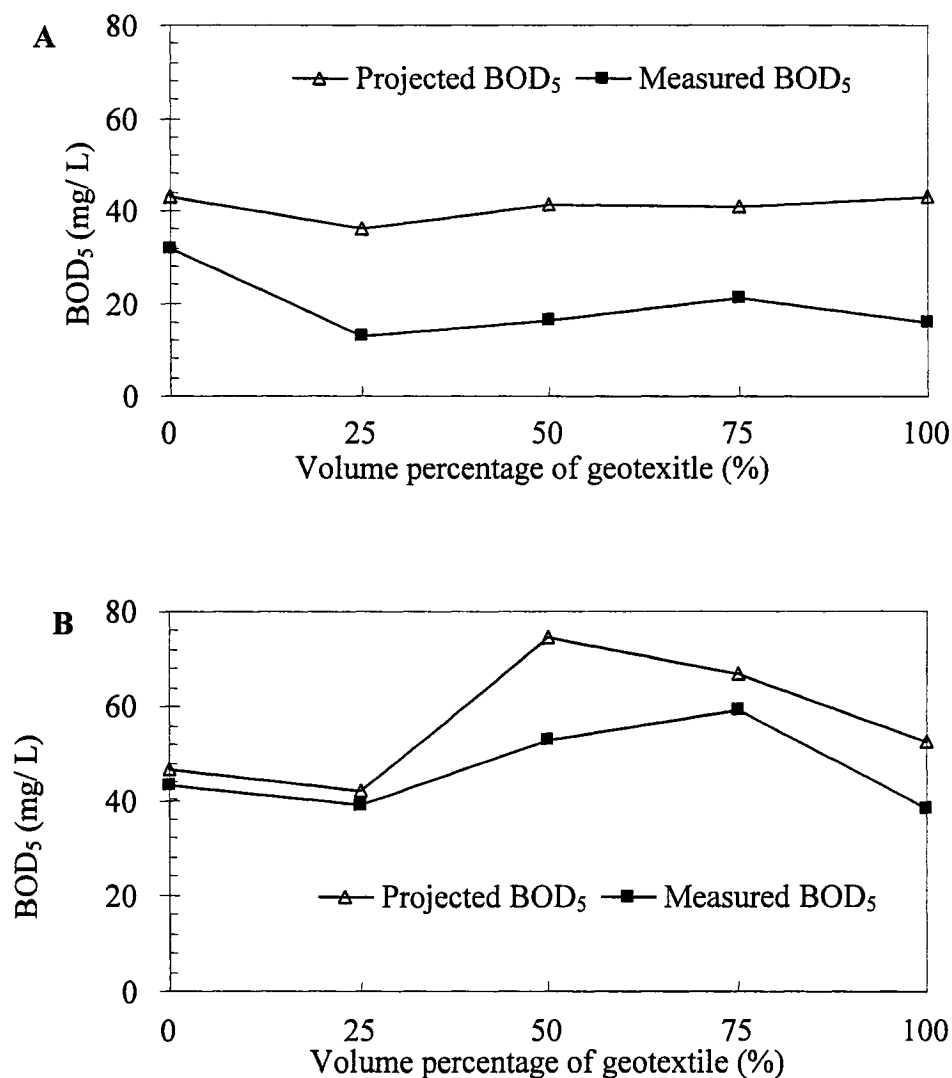 A
80
60
40
20
0
BOD₅ (mg/ L)
Projected BOD₅ Measured BOD₅
0 25 50 75 100
Volume percentage of geotexitle (%)
B
80
60
40
20
0
BOD₅ (mg/ L)
Projected BOD₅ Measured BOD₅
0 25 50 75 100
Volume percentage of geotextile (%)